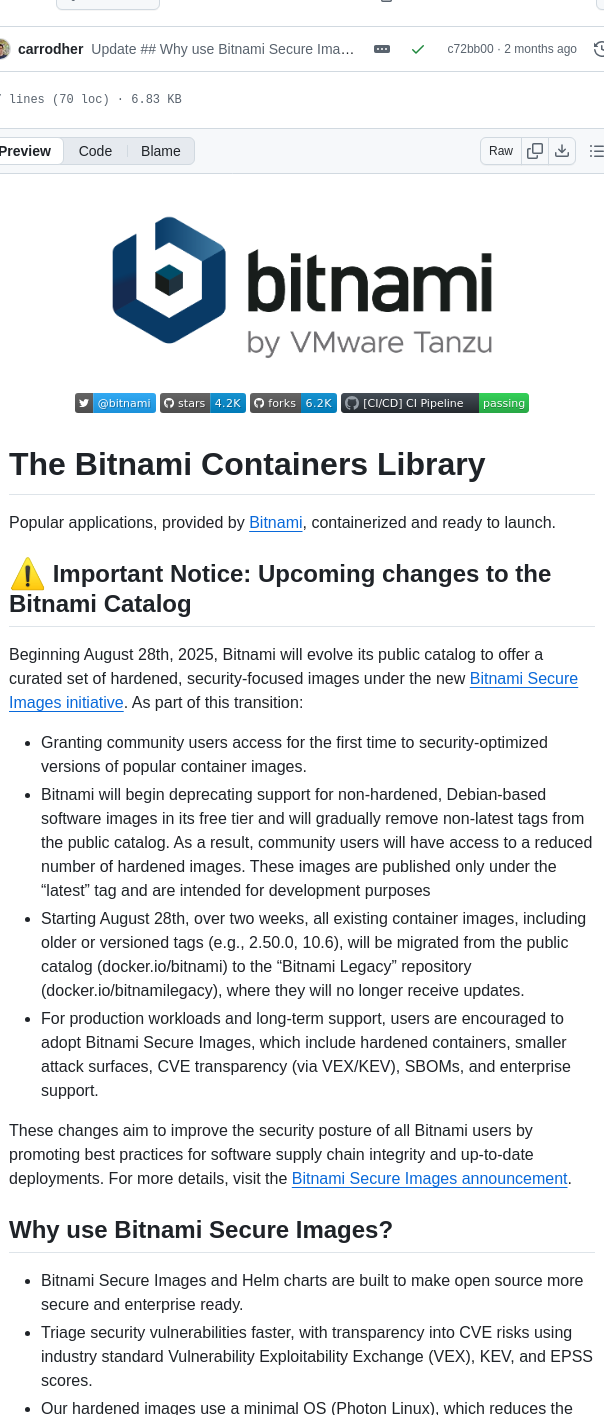 carrodher Update ## Why use Bitnami Secure Ima… c72bb00 · 2 months ago
lines (70 loc) · 6.83 KB
Preview Code Blame Raw
bitnami
by VMware Tanzu
@bitnami stars 4.2K forks 6.2K [CI/CD] CI Pipeline passing
The Bitnami Containers Library
Popular applications, provided by Bitnami, containerized and ready to launch.
⚠️ Important Notice: Upcoming changes to the
Bitnami Catalog
Beginning August 28th, 2025, Bitnami will evolve its public catalog to offer a
curated set of hardened, security-focused images under the new Bitnami Secure
Images initiative. As part of this transition:
• Granting community users access for the first time to security-optimized
versions of popular container images.
• Bitnami will begin deprecating support for non-hardened, Debian-based
software images in its free tier and will gradually remove non-latest tags from
the public catalog. As a result, community users will have access to a reduced
number of hardened images. These images are published only under the
“latest” tag and are intended for development purposes
• Starting August 28th, over two weeks, all existing container images, including
older or versioned tags (e.g., 2.50.0, 10.6), will be migrated from the public
catalog (docker.io/bitnami) to the “Bitnami Legacy” repository
(docker.io/bitnamilegacy), where they will no longer receive updates.
• For production workloads and long-term support, users are encouraged to
adopt Bitnami Secure Images, which include hardened containers, smaller
attack surfaces, CVE transparency (via VEX/KEV), SBOMs, and enterprise
support.
These changes aim to improve the security posture of all Bitnami users by
promoting best practices for software supply chain integrity and up-to-date
deployments. For more details, visit the Bitnami Secure Images announcement.
Why use Bitnami Secure Images?
• Bitnami Secure Images and Helm charts are built to make open source more
secure and enterprise ready.
• Triage security vulnerabilities faster, with transparency into CVE risks using
industry standard Vulnerability Exploitability Exchange (VEX), KEV, and EPSS
scores.
• Our hardened images use a minimal OS (Photon Linux), which reduces the